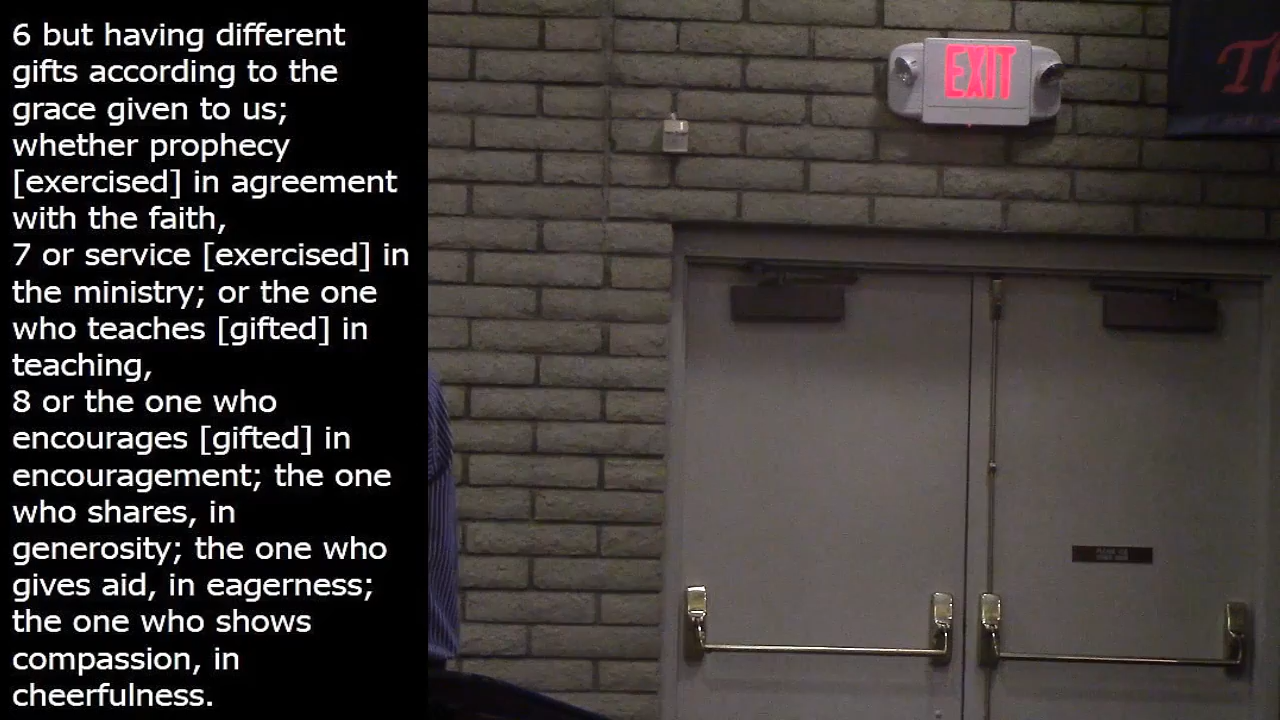 6 but having different
gifts according to the
grace given to us;
whether prophecy
[exercised] in agreement
with the faith,
7 or service [exercised] in
the ministry; or the one
who teaches [gifted] in
teaching,
8 or the one who
encourages [gifted] in
encouragement; the one
who shares, in
generosity; the one who
gives aid, in eagerness;
the one who shows
compassion, in
cheerfulness.
EXIT